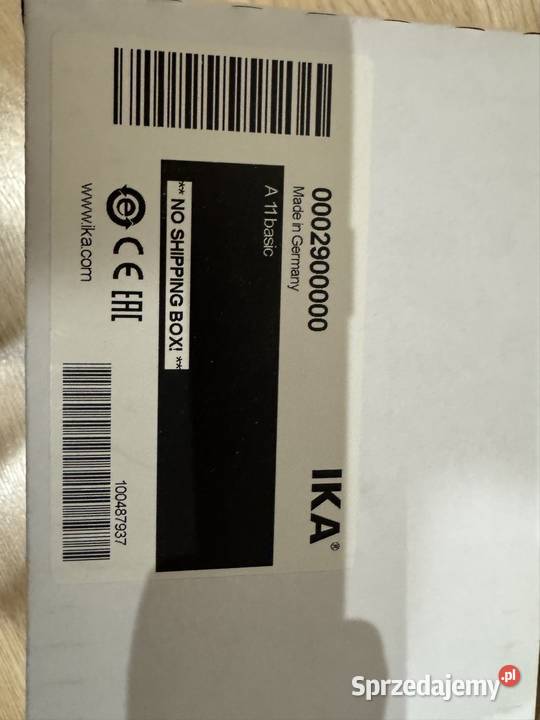 0002900000
IKA®
Made in Germany
A 11 basic
** NO SHIPPING BOX! **
CE EAC
www.ika.com
100487937
Sprzedajemy.pl